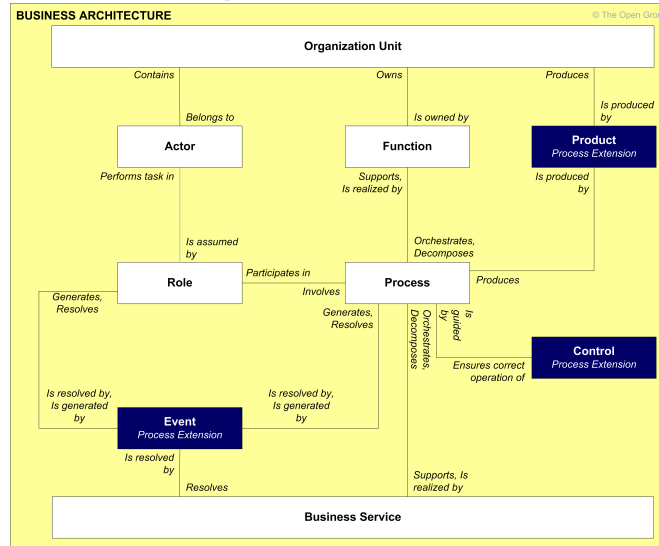 BUSINESS ARCHITECTURE
© The Open Grou
Organization Unit
Contains
Owns
Produces
Belongs to
Is owned by
Is produced
by
Actor
Function
Product
Process Extension
Performs task in
Supports,
Is realized by
Is produced
by
Is assumed
by
Orchestrates,
Decomposes
Role
Participates in
Involves
Process
Produces
Generates,
Resolves
Generates,
Resolves
Orchestrates,
Decomposes
Is
guided
by
Control
Process Extension
Ensures correct
operation of
Is resolved by,
Is generated
by
Is resolved by,
Is generated
by
Event
Process Extension
Is resolved
by
Resolves
Supports, Is
realized by
Business Service